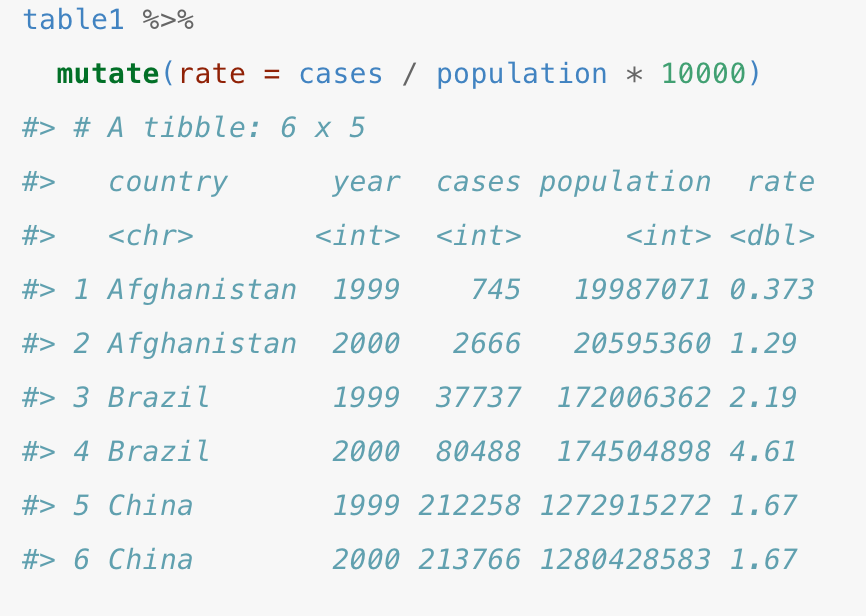 table1 %>%
  mutate(rate = cases / population * 10000)
#> # A tibble: 6 x 5
#>   country      year  cases population  rate
#>   <chr>       <int>  <int>      <int> <dbl>
#> 1 Afghanistan  1999    745   19987071 0.373
#> 2 Afghanistan  2000   2666   20595360 1.29
#> 3 Brazil       1999  37737  172006362 2.19
#> 4 Brazil       2000  80488  174504898 4.61
#> 5 China        1999 212258 1272915272 1.67
#> 6 China        2000 213766 1280428583 1.67